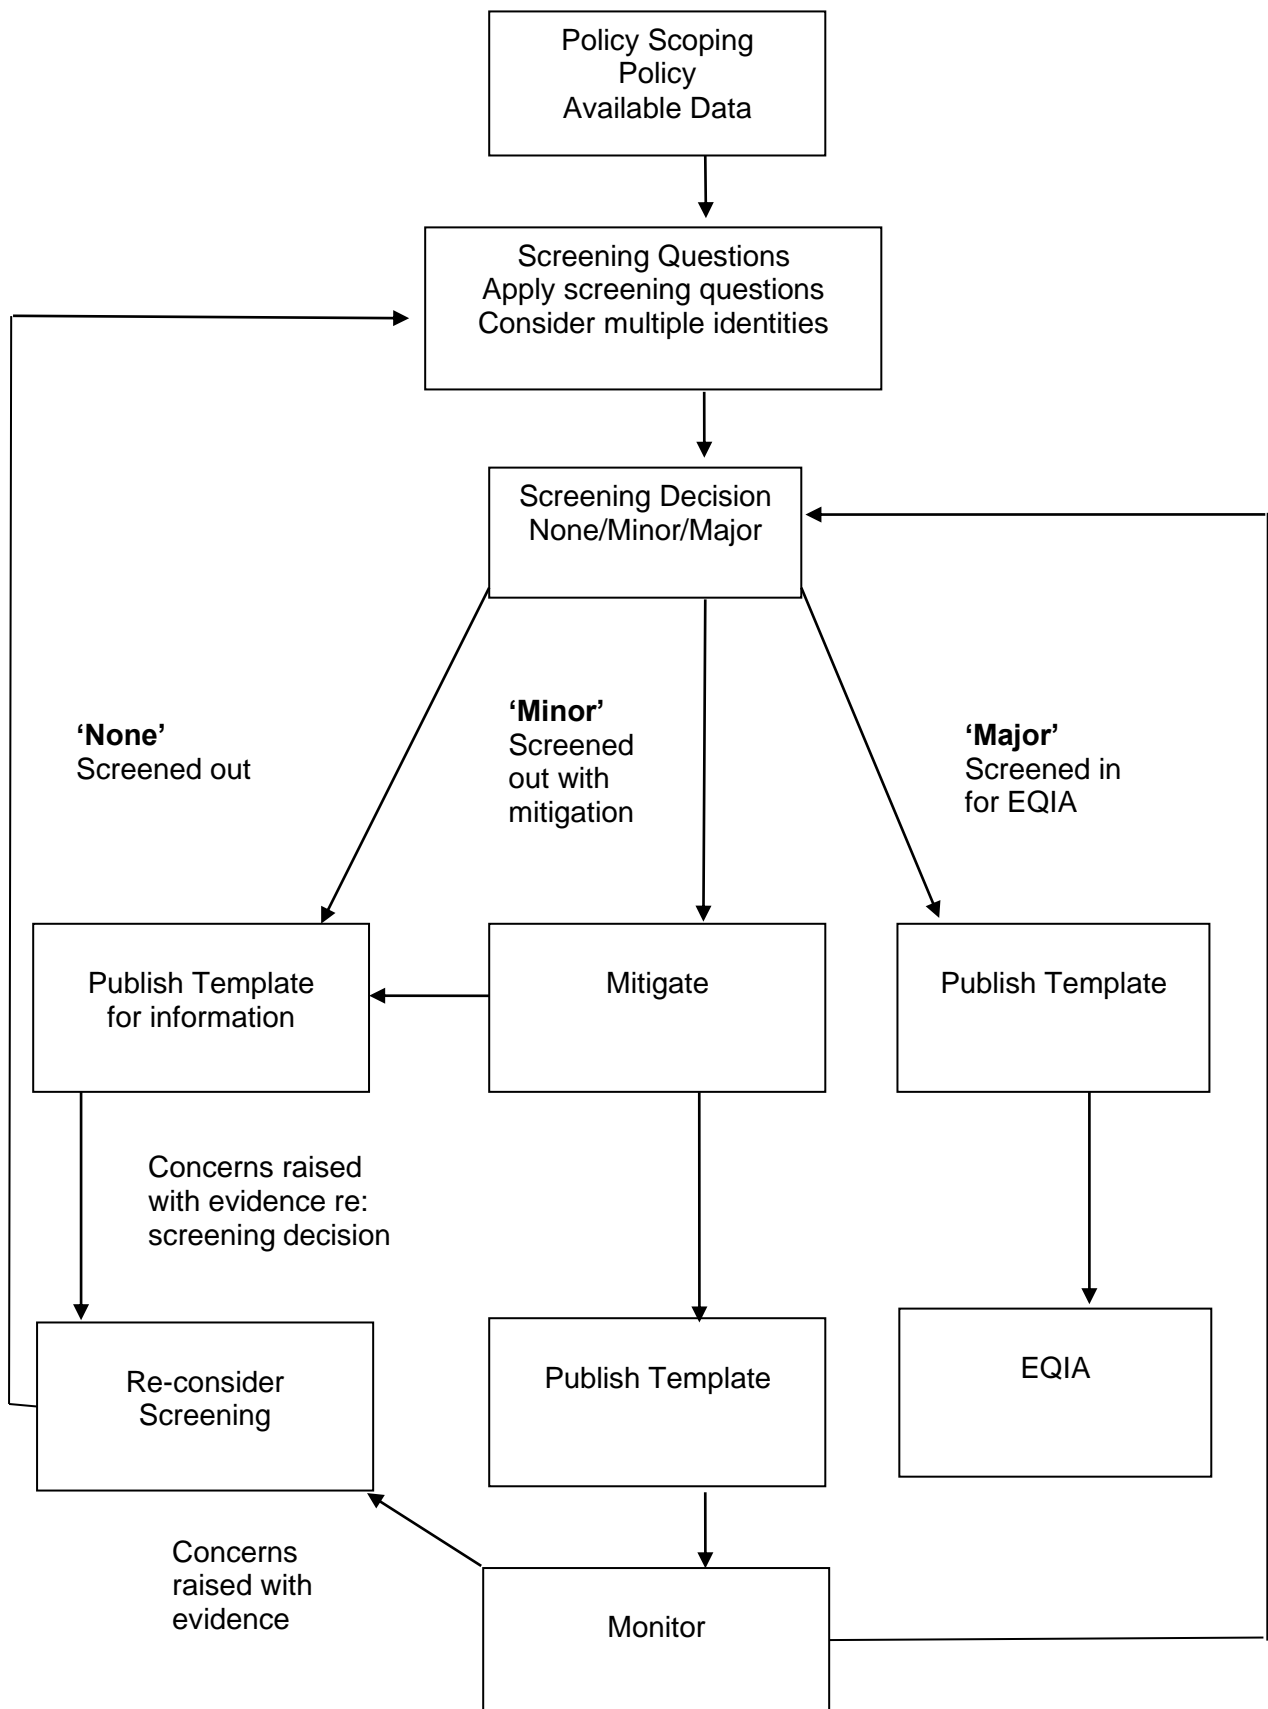 Policy Scoping
Policy
Available Data
Screening Questions
Apply screening questions
Consider multiple identities
Screening Decision
None/Minor/Major
‘None’
Screened out
‘Minor’
Screened
out with
mitigation
‘Major’
Screened in
for EQIA
Publish Template
for information
Mitigate
Publish Template
Concerns raised
with evidence re:
screening decision
Re-consider
Screening
Publish Template
EQIA
Concerns
raised with
evidence
Monitor